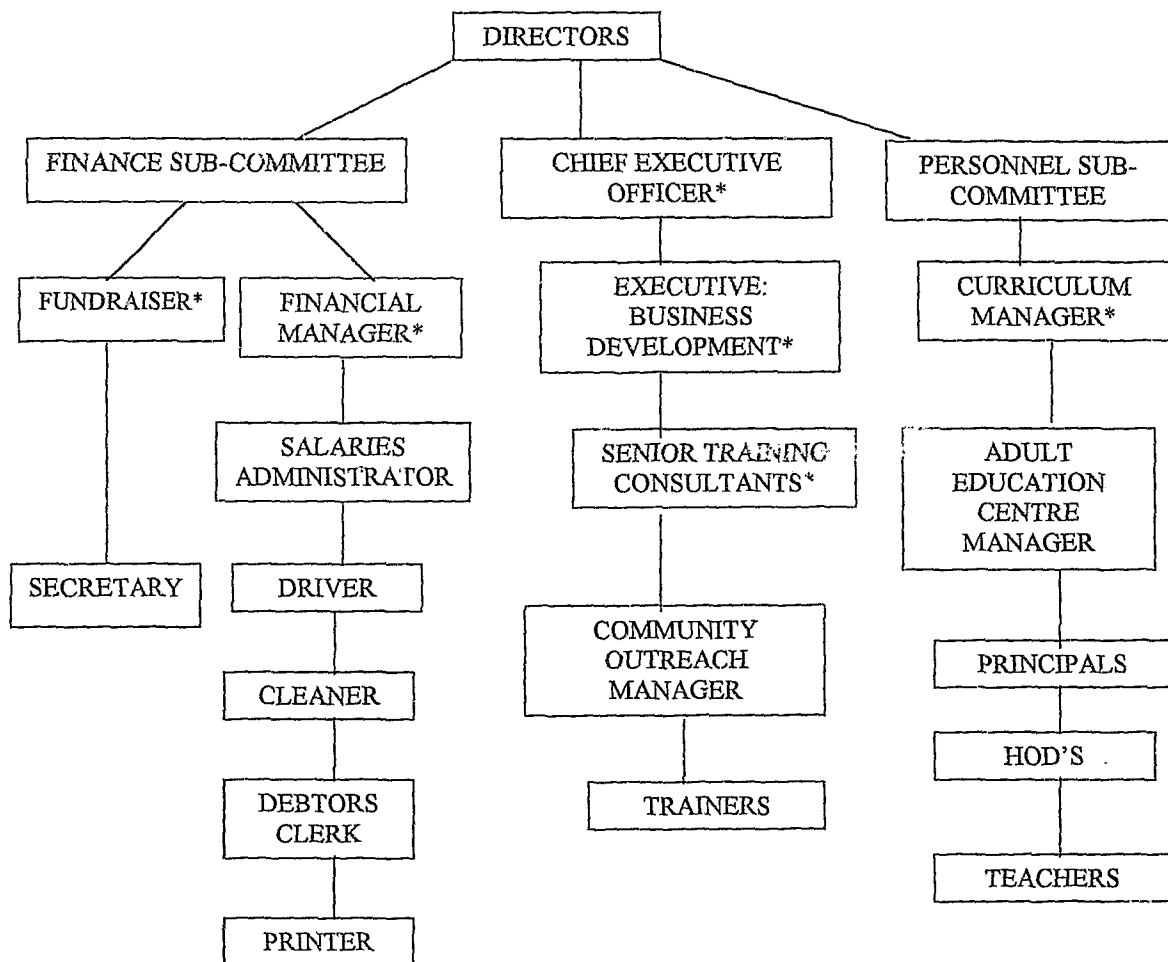 DIRECTORS
FINANCE SUB-COMMITTEE
CHIEF EXECUTIVE
OFFICER*
PERSONNEL SUB-
COMMITTEE
FUNDRAISER*
FINANCIAL
MANAGER*
EXECUTIVE:
BUSINESS
DEVELOPMENT*
CURRICULUM
MANAGER*
SALARIES
ADMINISTRATOR
SENIOR TRAINING
CONSULTANTS*
ADULT
EDUCATION
CENTRE
MANAGER
SECRETARY
DRIVER
COMMUNITY
OUTREACH
MANAGER
PRINCIPALS
CLEANER
HOD'S
DEBTORS
CLERK
TRAINERS
TEACHERS
PRINTER